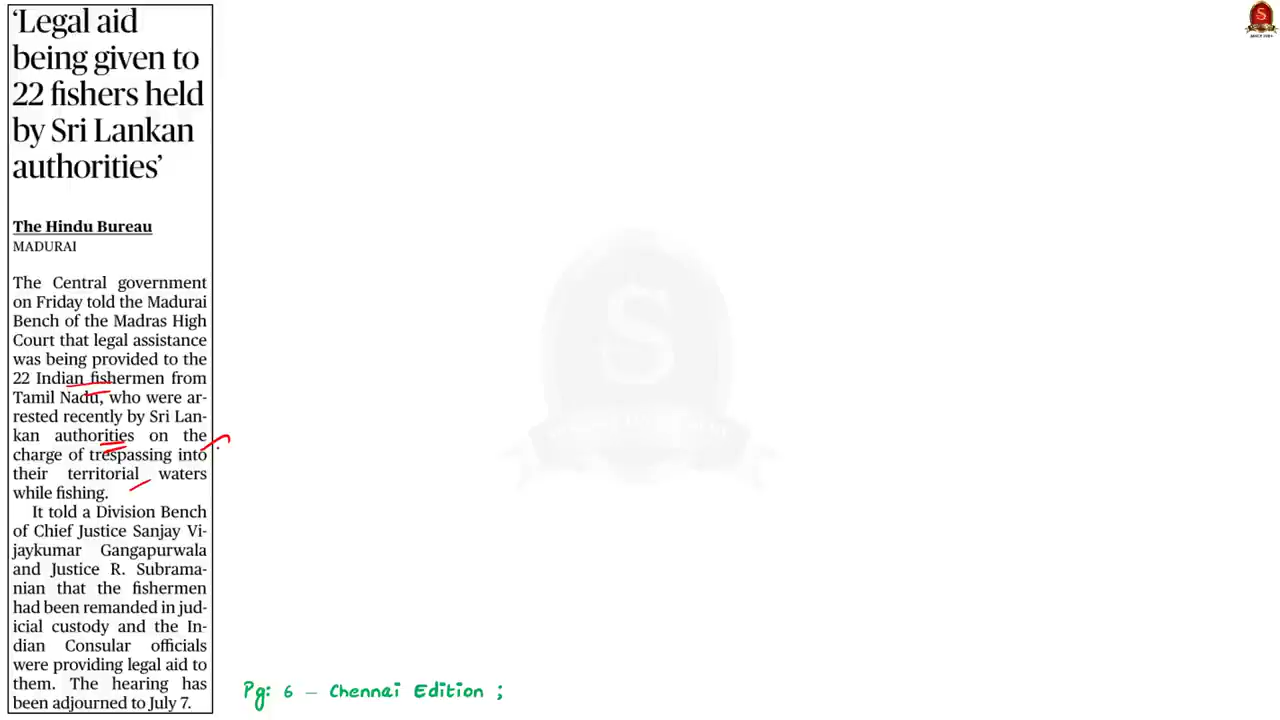 ‘Legal aid
being given to
22 fishers held
by Sri Lankan
authorities’
The Hindu Bureau
MADURAI
The Central government
on Friday told the Madurai
Bench of the Madras High
Court that legal assistance
was being provided to the
22 Indian fishermen from
Tamil Nadu, who were ar-
rested recently by Sri Lan-
kan authorities on the
charge of trespassing into
their territorial waters
while fishing.
It told a Division Bench
of Chief Justice Sanjay Vi-
jaykumar Gangapurwala
and Justice R. Subrama-
nian that the fishermen
had been remanded in jud-
icial custody and the In-
dian Consular officials
were providing legal aid to
them. The hearing has
been adjourned to July 7.
Pg: 6 – Chennai Edition ;
S
S